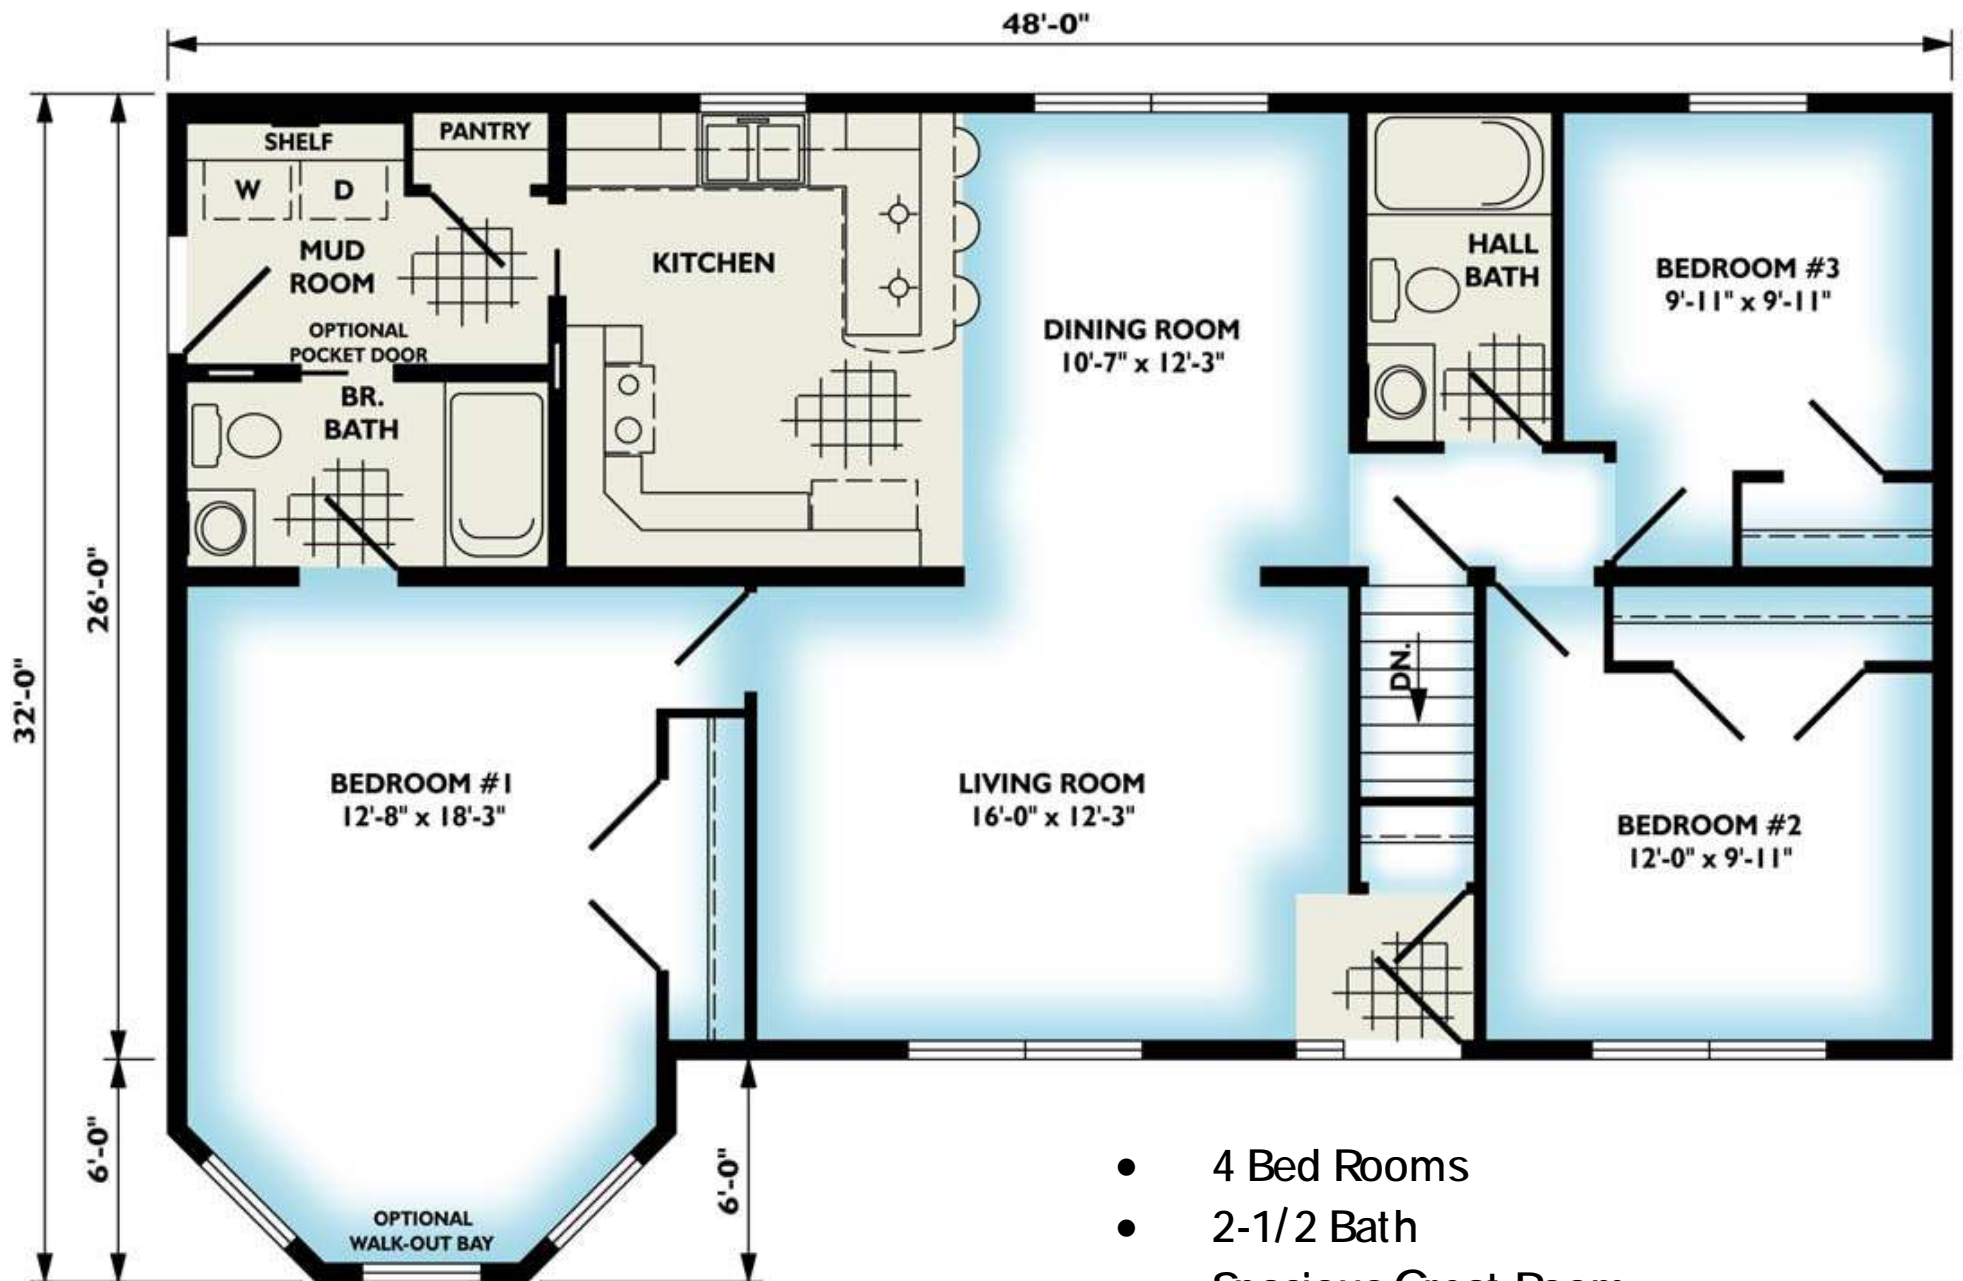 48'-0"
SHELF
PANTRY
W
D
MUD
ROOM
OPTIONAL
POCKET DOOR
KITCHEN
BR.
BATH
DINING ROOM
10'-7" x 12'-3"
HALL
BATH
BEDROOM #3
9'-11" x 9'-11"
26'-0"
32'-0"
DN.
BEDROOM #1
12'-8" x 18'-3"
LIVING ROOM
16'-0" x 12'-3"
BEDROOM #2
12'-0" x 9'-11"
6'-0"
6'-0"
OPTIONAL
WALK-OUT BAY
• 4 Bed Rooms
• 2-1/2 Bath
Spacious Great Room